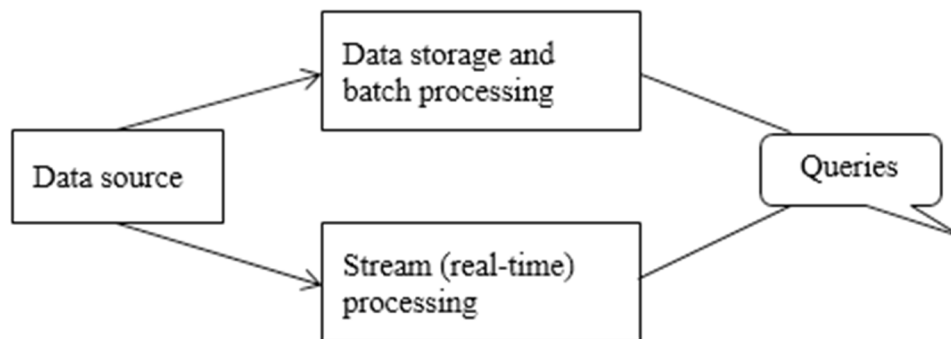 Data storage and
batch processing
Data source
Queries
Stream (real-time)
processing